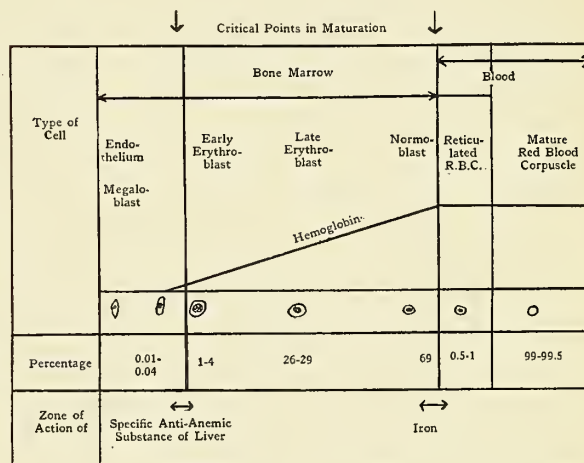 Critical Points in Maturation
Bone Marrow
Blood
Type of
Cell
Endo-
thelium
Megalo-
blast
Early
Erythro-
blast
Late
Erythro-
blast
Normo-
blast
Reticu-
lated
R.B.C.
Mature
Red Blood
Corpuscle
Hemoglobin
Percentage
0.01-
0.04
1-4
26-29
69
0.5-1
99-99.5
Zone of
Action of
Specific Anti-Anemic
Substance of Liver
Iron